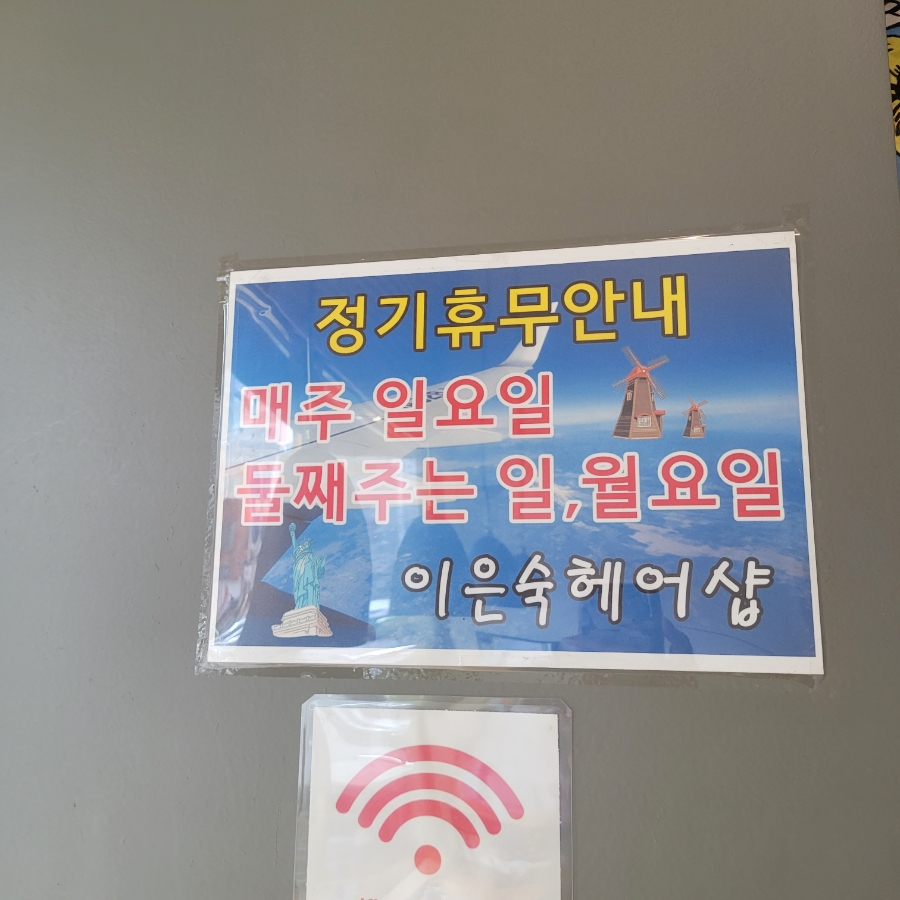 정기휴무안내
매주 일요일
둘째주는 일,월요일
이은숙헤어샵